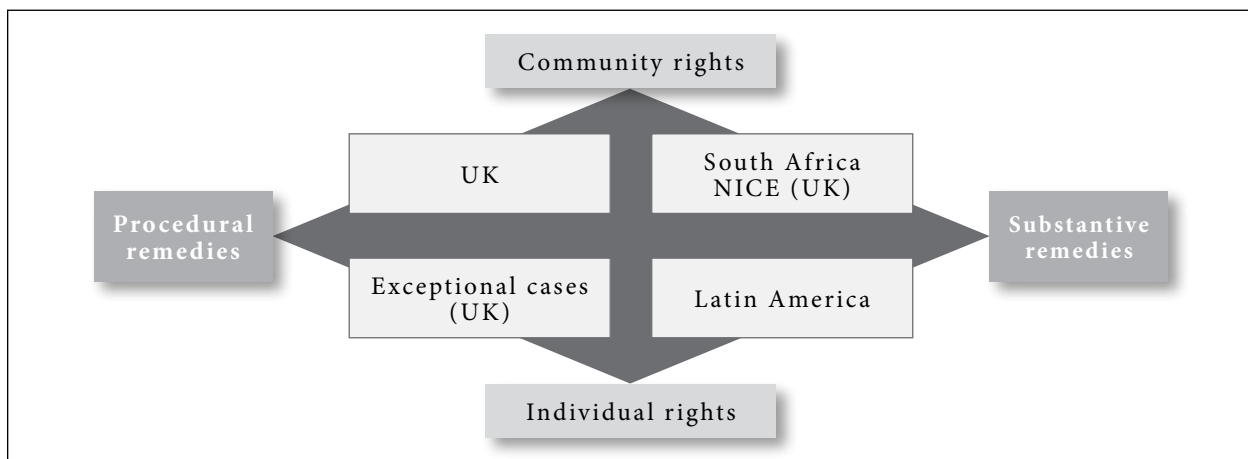 Community rights
UK
South Africa
NICE (UK)
Procedural
remedies
Substantive
remedies
Exceptional cases
(UK)
Latin America
Individual rights